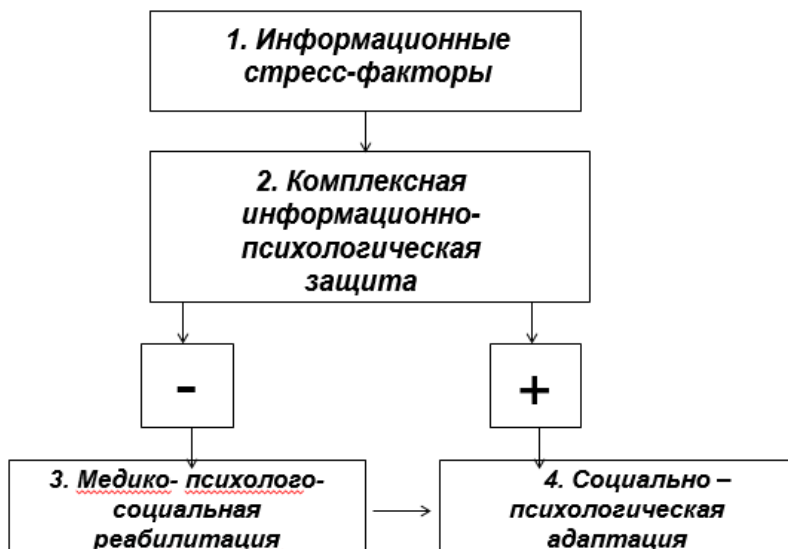 1. Информационные
стресс-факторы
2. Комплексная
информационно-
психологическая
защита
-
+
3. Медико- психолого-
социальная
реабилитация
4. Социально –
психологическая
адаптация